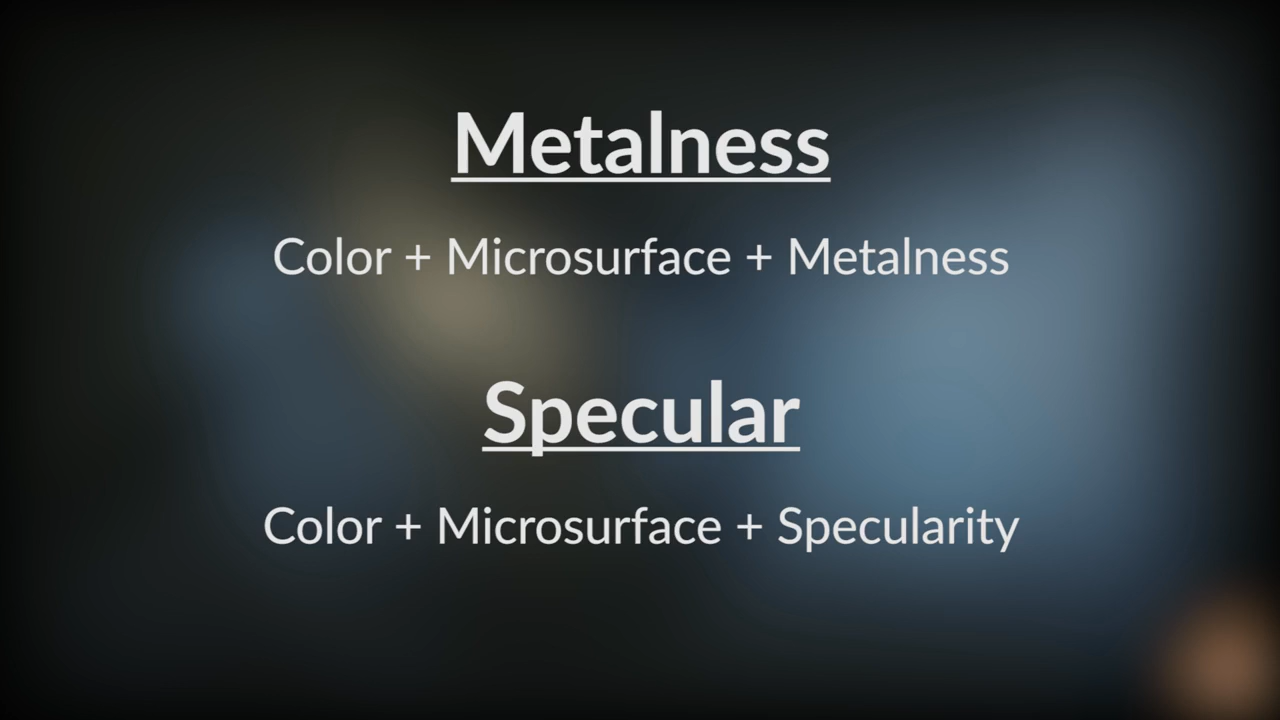 Metalness
Color + Microsurface + Metalness
Specular
Color + Microsurface + Specularity